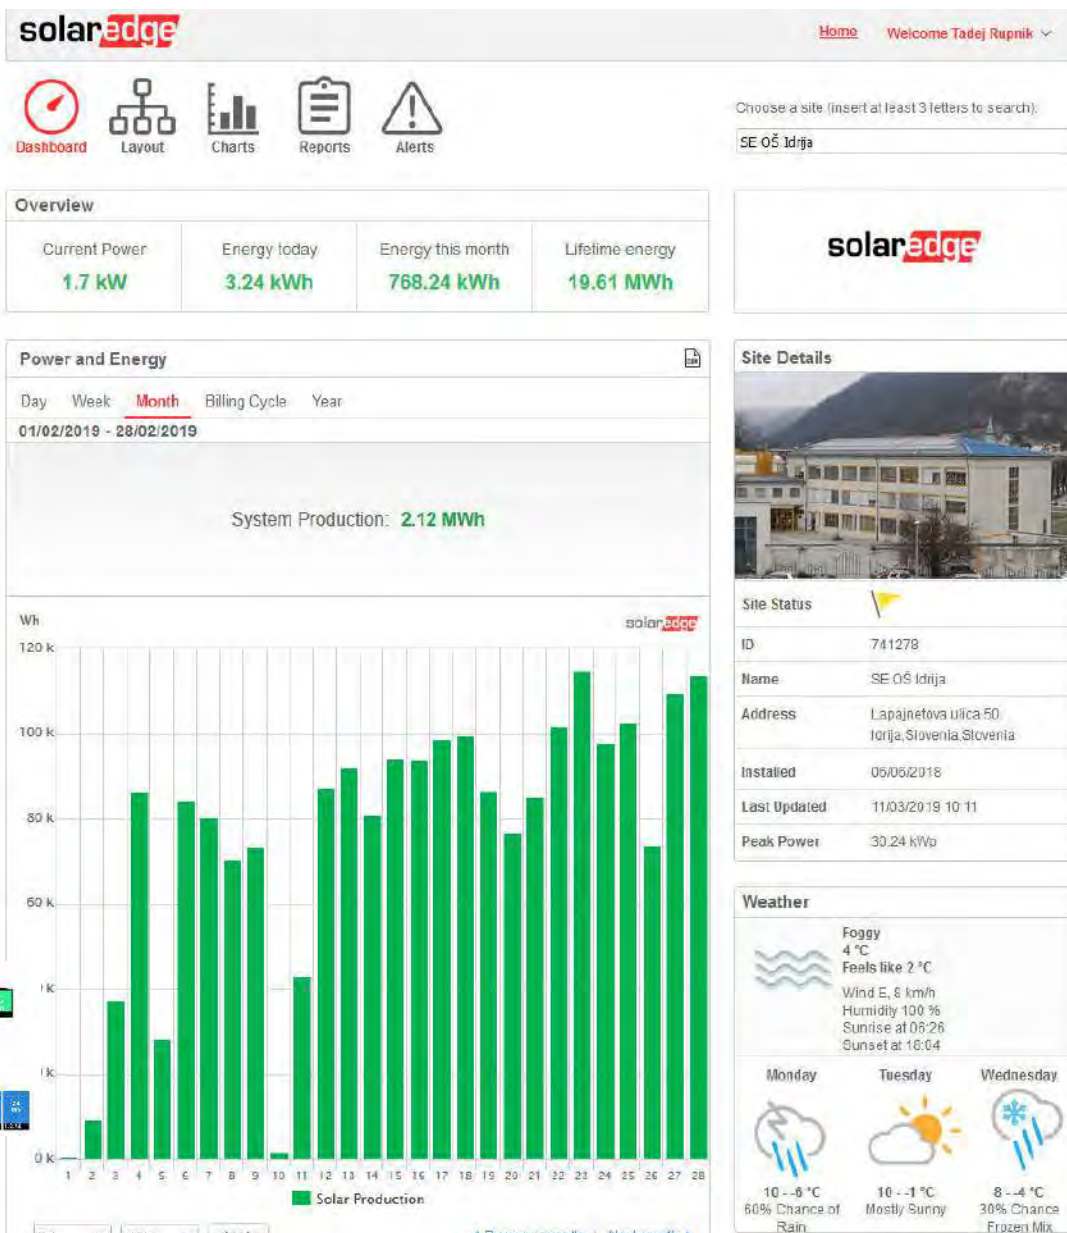 solaredge
Home Welcome Tadej Rupnik
Dashboard Layout Charts Reports Alerts
Choose a site (insert at least 3 letters to search):
SE OŠ Idrija
Overview
Current Power Energy today Energy this month Lifetime energy
1.7 kW 3.24 kWh 768.24 kWh 19.61 MWh
solaredge
Power and Energy
Day Week Month Billing Cycle Year
01/02/2019 - 28/02/2019
System Production: 2.12 MWh
Wh
solaredge
120 k
100 k
80 k
60 k
k
k
0 k
1 2 3 4 5 6 7 8 9 10 11 12 13 14 15 16 17 18 19 20 21 22 23 24 25 26 27 28
Solar Production
Site Details
Site Status
ID 741278
Name SE OŠ Idrija
Address Lapajnetova ulica 50,
Idrija,Slovenia,Slovenia
Installed 05/06/2018
Last Updated 11/03/2019 10:11
Peak Power 30.24 kWp
Weather
Foggy
4 °C
Feels like 2 °C
Wind E, 8 km/h
Humidity 100 %
Sunrise at 06:26
Sunset at 18:04
Monday Tuesday Wednesday
10 - -6 °C 10 - -1 °C 8 - -4 °C
60% Chance of Mostly Sunny 30% Chance
Rain Frozen Mix